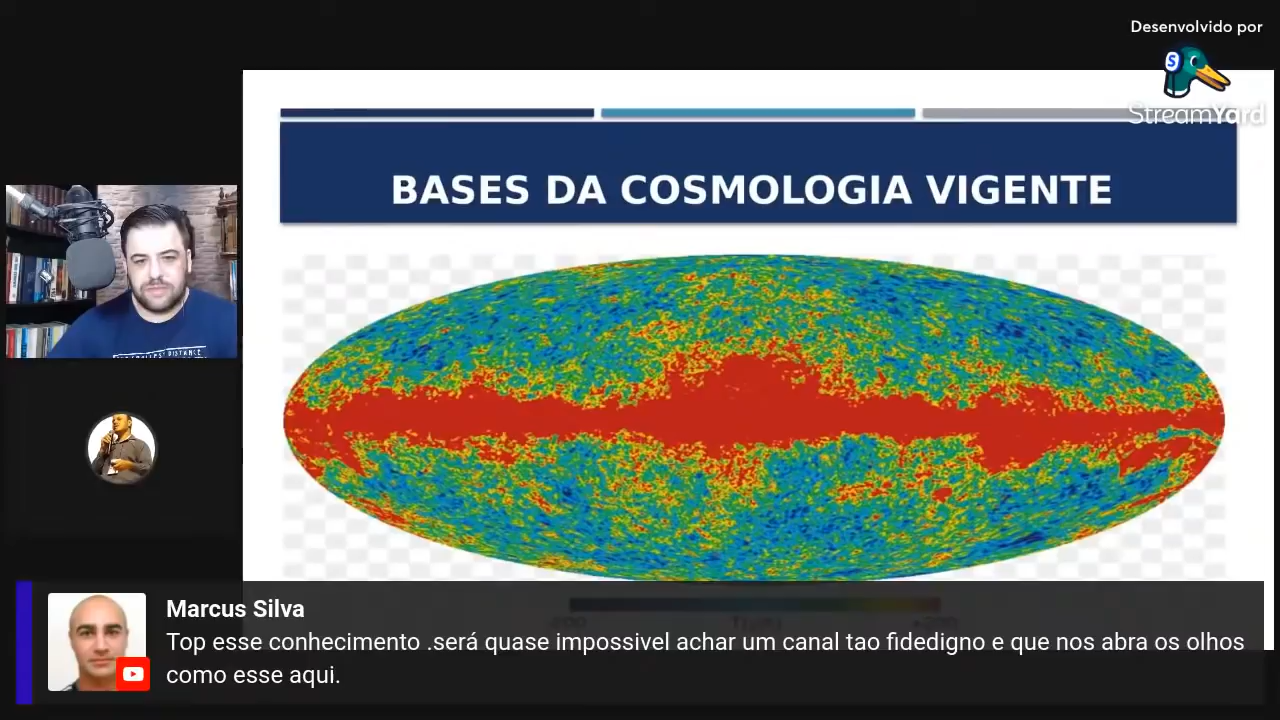 Desenvolvido por
StreamYard
BASES DA COSMOLOGIA VIGENTE
Marcus Silva
Top esse conhecimento .será quase impossivel achar um canal tao fidedigno e que nos abra os olhos
como esse aqui.